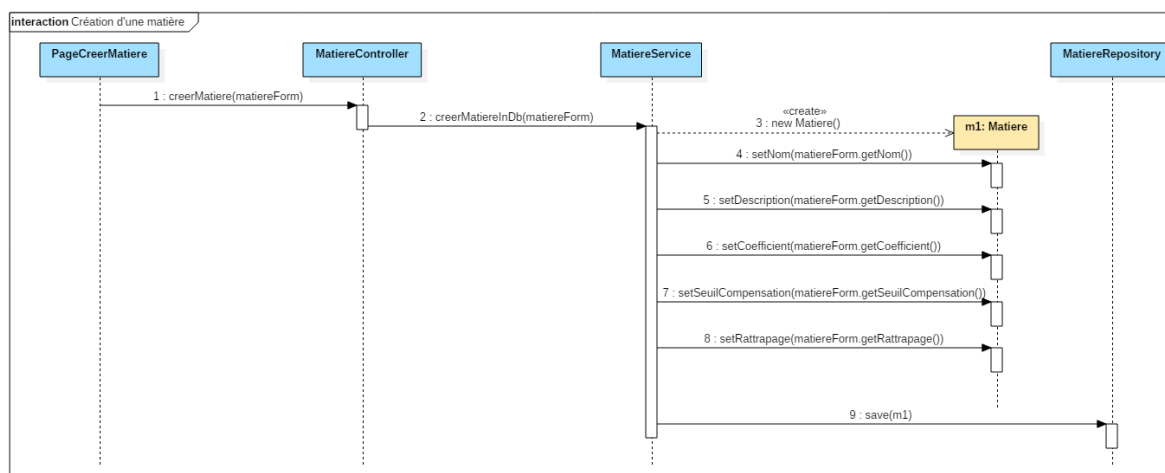 interaction Création d'une matière
PageCreerMatiere
MatiereController
MatiereService
MatiereRepository
1 : creerMatiere(matiereForm)
2 : creerMatiereInDb(matiereForm)
«create»
3 : new Matiere()
m1: Matiere
4 : setNom(matiereForm.getNom())
5 : setDescription(matiereForm.getDescription())
6 : setCoefficient(matiereForm.getCoefficient())
7 : setSeuilCompensation(matiereForm.getSeuilCompensation())
8 : setRattrapage(matiereForm.getRattrapage())
9 : save(m1)